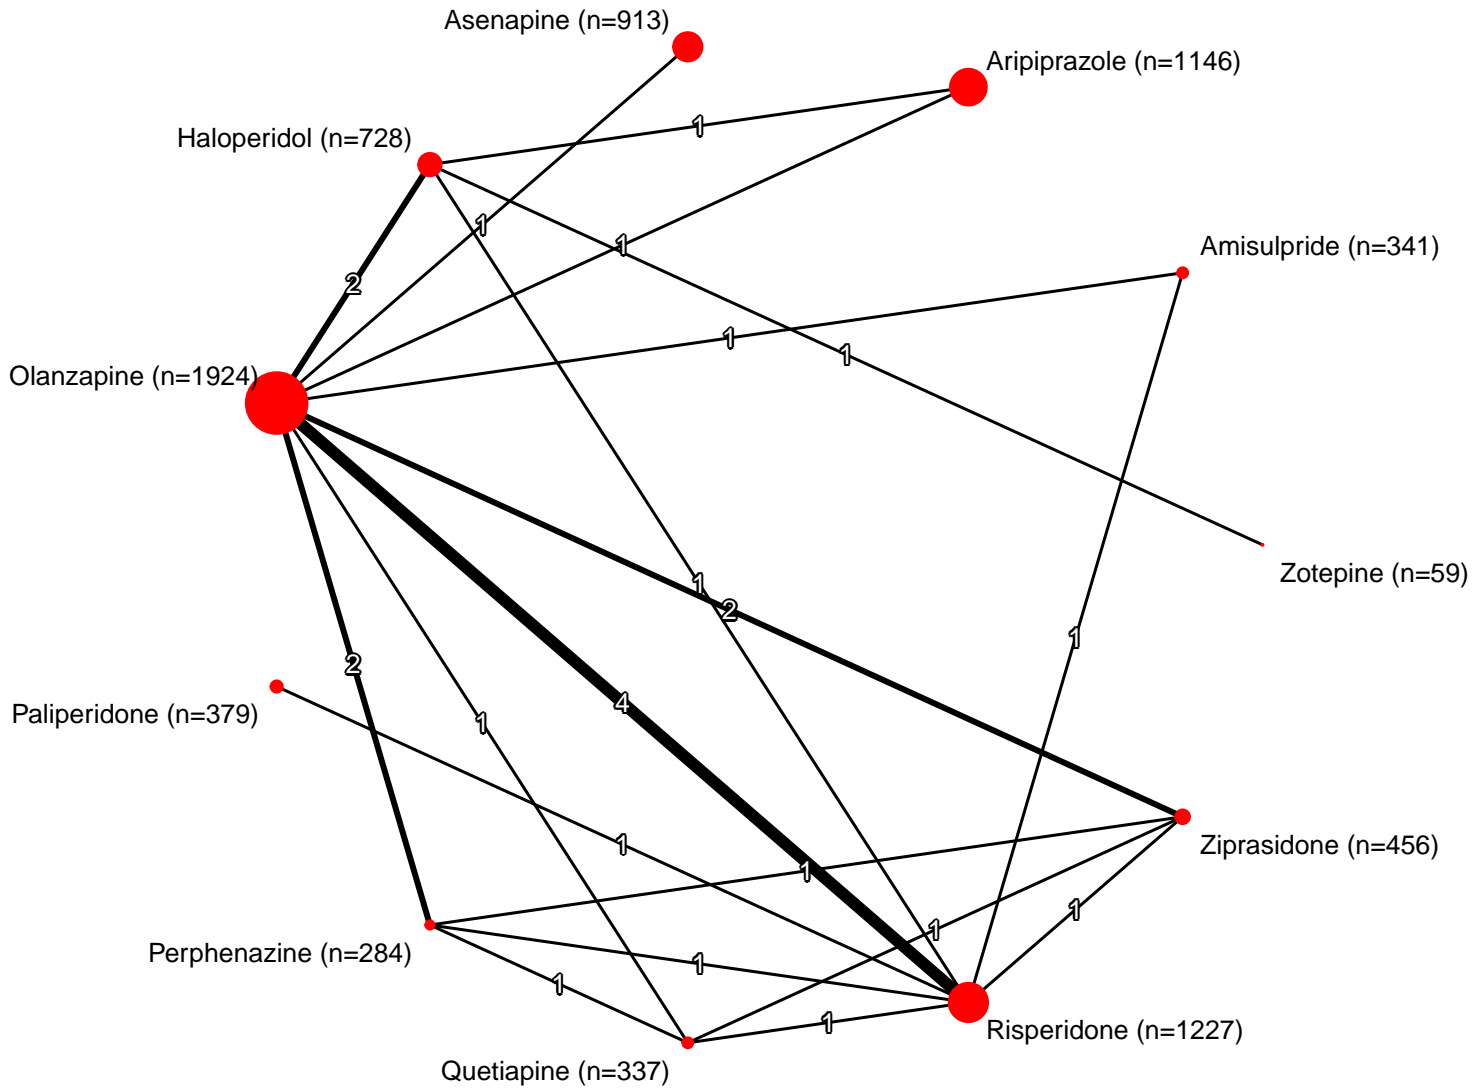 Asenapine (n=913)
Aripiprazole (n=1146)
1
Haloperidol (n=728)
1
1
Amisulpride (n=341)
2
1
1
Olanzapine (n=1924)
1
Zotepine (n=59)
1
2
1
2
4
Paliperidone (n=379)
1
1
Ziprasidone (n=456)
1
1
1
Perphenazine (n=284)
1
1
1
Risperidone (n=1227)
Quetiapine (n=337)